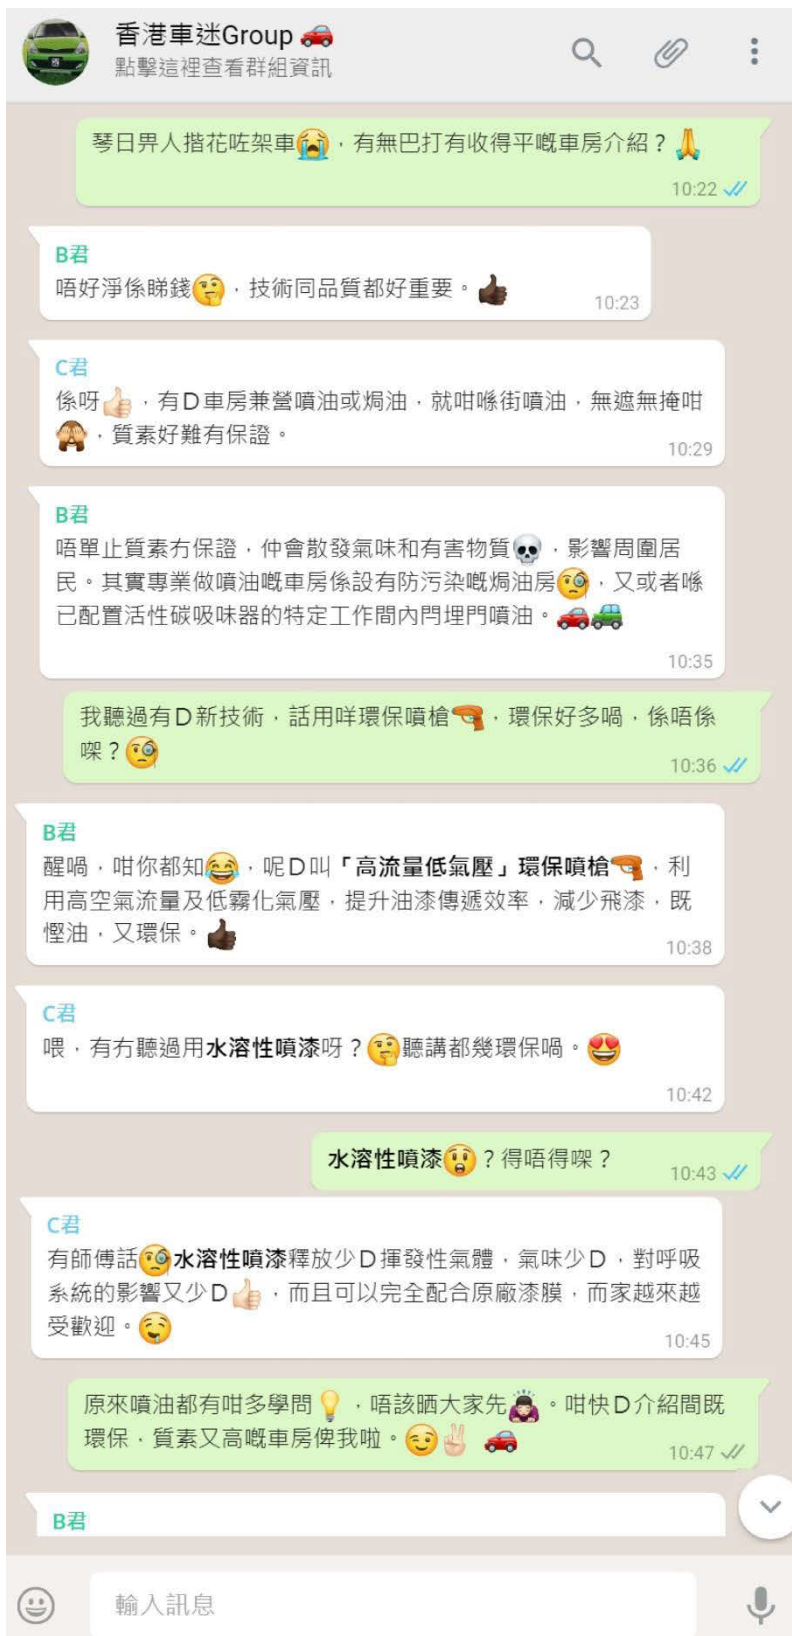 香港車迷Group 🚗
點擊這裡查看群組資訊
琴日畀人揩花咗架車😭，有無巴打有收得平嘅車房介紹？🙏
10:22
B君
唔好淨係睇錢🤔，技術同品質都好重要。👍🏿
10:23
C君
係呀👍🏻，有D車房兼營噴油或焗油，就咁喺街噴油，無遮無掩咁
🙈，質素好難有保證。
10:29
B君
唔單止質素冇保證，仲會散發氣味和有害物質💀，影響周圍居
民。其實專業做噴油嘅車房係設有防污染嘅焗油房🧐，又或者喺
已配置活性碳吸味器的特定工作間內閂埋門噴油。🚗🚙
10:35
我聽過有D新技術，話用咩環保噴槍🔫，環保好多喎，係唔係
㗎？🧐
10:36
B君
醒喎，咁你都知😂，呢D叫「高流量低氣壓」環保噴槍🔫，利
用高空氣流量及低霧化氣壓，提升油漆傳遞效率，減少飛漆，既
慳油，又環保。👍🏿
10:38
C君
喂，有冇聽過用水溶性噴漆呀？🤔聽講都幾環保喎。😍
10:42
水溶性噴漆😲？得唔得㗎？
10:43
C君
有師傅話🧐水溶性噴漆釋放少D揮發性氣體，氣味少D，對呼吸
系統的影響又少D👍🏻，而且可以完全配合原廠漆膜，而家越來越
受歡迎。🤤
10:45
原來噴油都有咁多學問💡，唔該晒大家先🙇。咁快D介紹間既
環保，質素又高嘅車房俾我啦。😉✌🏻 🚗
10:47
B君
輸入訊息